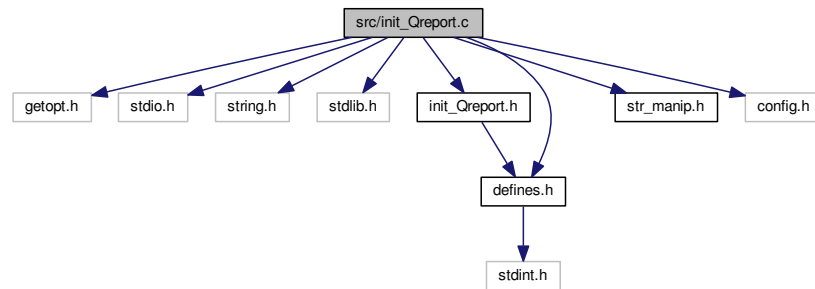 src/init_Qreport.c
getopt.h
stdio.h
string.h
stdlib.h
init_Qreport.h
str_manip.h
config.h
defines.h
stdint.h